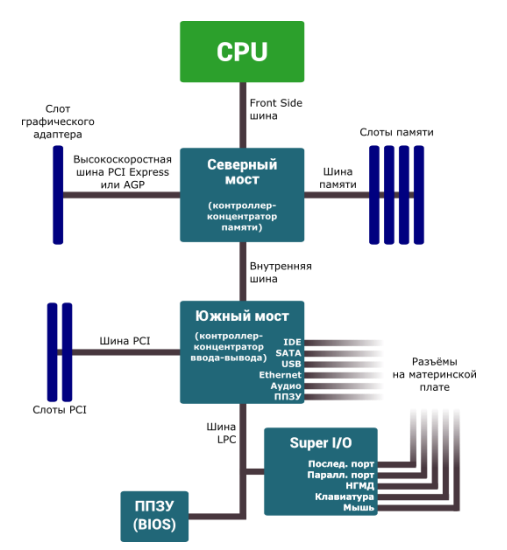 CPU
Front Side
шина
Слот
графического
адаптера
Высокоскоростная
шина PCI Express
или AGP
Северный
мост
(контроллер-
концентратор
памяти)
Шина
памяти
Слоты памяти
Внутренняя
шина
Южный мост
(контроллер-
концентратор
ввода-вывода)
IDE
SATA
USB
Ethernet
Аудио
ППЗУ
Шина PCI
Слоты PCI
Разъёмы
на материнской
плате
Шина
LPC
Super I/O
Послед. порт
Паралл. порт
НГМД
Клавиатура
Мышь
ППЗУ
(BIOS)